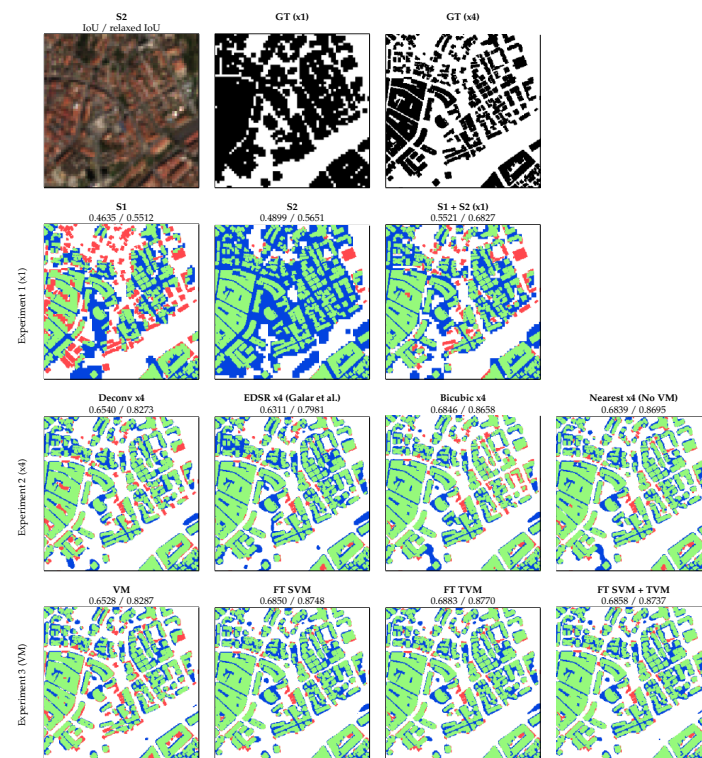 S2
IoU / relaxed IoU
GT (x1)
GT (x4)
Experiment 1 (x1)
S1
0.4635 / 0.5512
S2
0.4899 / 0.5651
S1 + S2 (x1)
0.5521 / 0.6827
Experiment 2 (x4)
Deconv x4
0.6540 / 0.8273
EDSR x4 (Galar et al.)
0.6311 / 0.7981
Bicubic x4
0.6846 / 0.8658
Nearest x4 (No VM)
0.6839 / 0.8695
Experiment 3 (VM)
VM
0.6528 / 0.8287
FT SVM
0.6850 / 0.8748
FT TVM
0.6883 / 0.8770
FT SVM + TVM
0.6858 / 0.8737